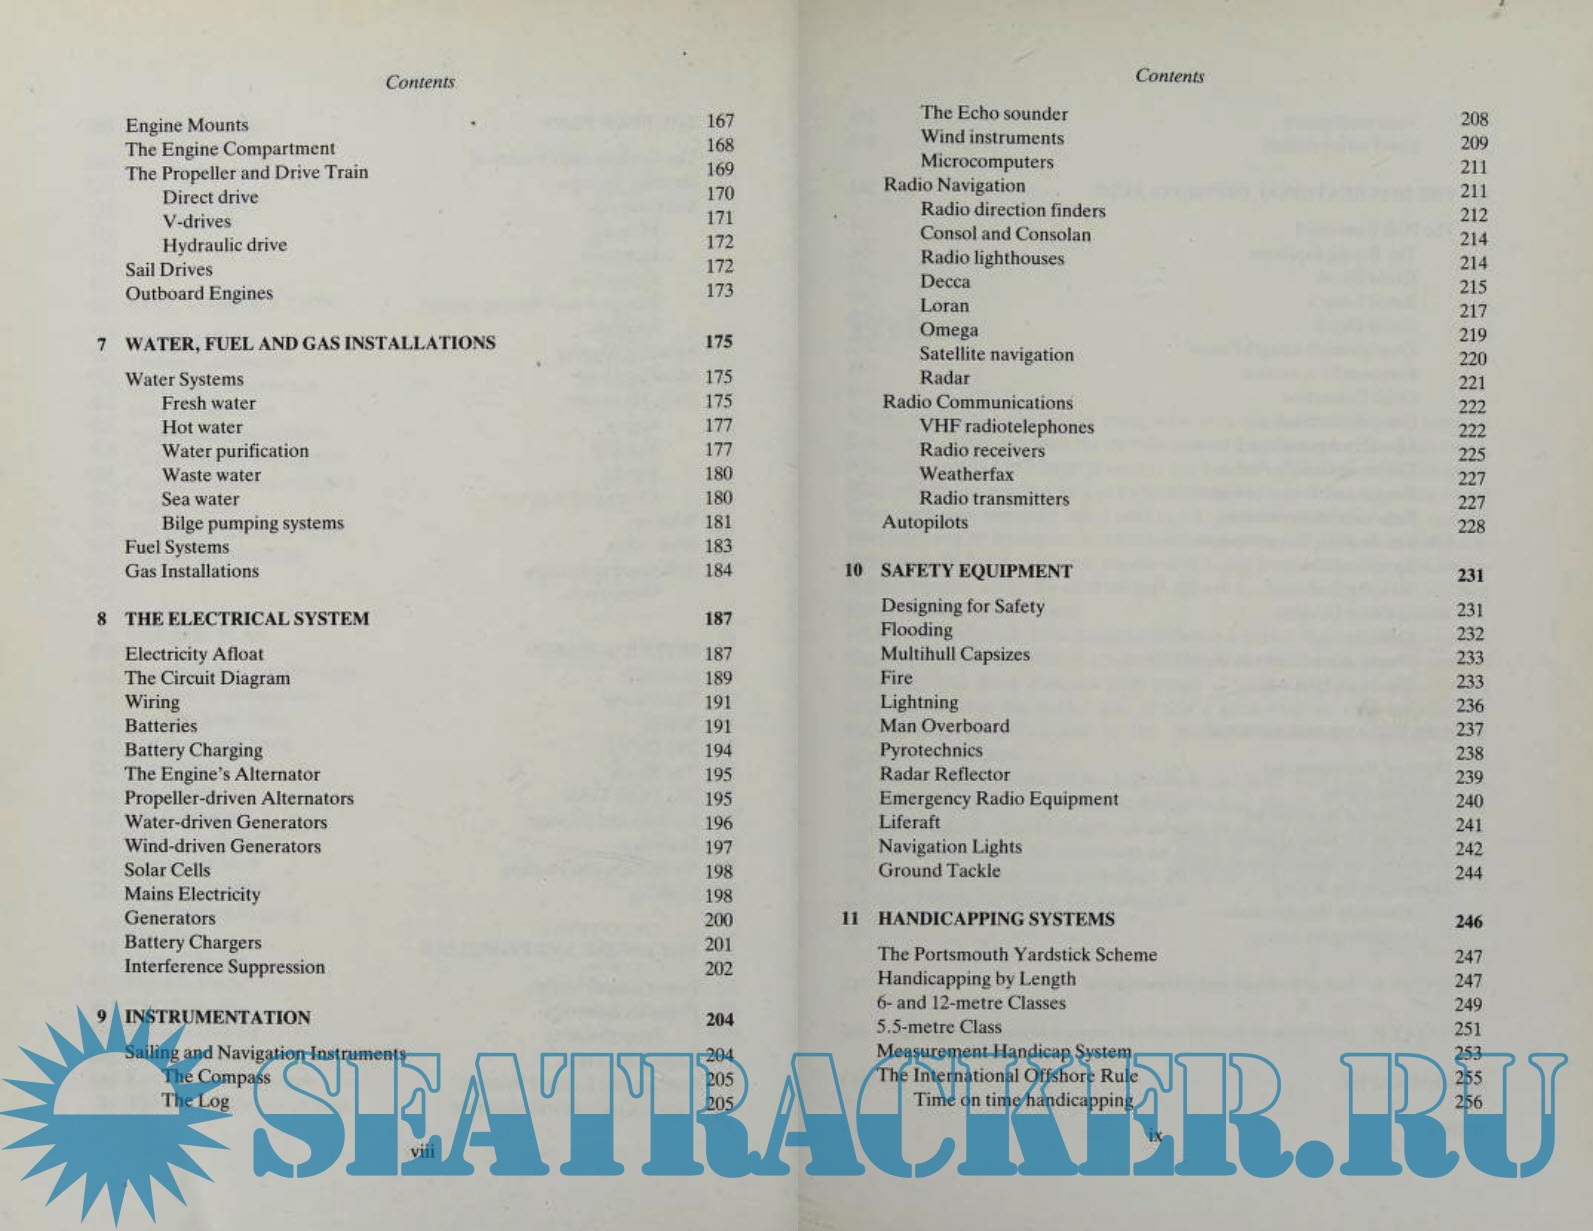 Contents
Engine Mounts 167
The Engine Compartment 168
The Propeller and Drive Train 169
Direct drive 170
V-drives 171
Hydraulic drive 172
Sail Drives 172
Outboard Engines 173
7 WATER, FUEL AND GAS INSTALLATIONS 175
Water Systems 175
Fresh water 175
Hot water 177
Water purification 177
Waste water 180
Sea water 180
Bilge pumping systems 181
Fuel Systems 183
Gas Installations 184
8 THE ELECTRICAL SYSTEM 187
Electricity Afloat 187
The Circuit Diagram 189
Wiring 191
Batteries 191
Battery Charging 194
The Engine's Alternator 195
Propeller-driven Alternators 195
Water-driven Generators 196
Wind-driven Generators 197
Solar Cells 198
Mains Electricity 198
Generators 200
Battery Chargers 201
Interference Suppression 202
9 INSTRUMENTATION 204
Sailing and Navigation Instruments 204
The Compass 205
The Log 205
viii
Contents
The Echo sounder 208
Wind instruments 209
Microcomputers 211
Radio Navigation 211
Radio direction finders 212
Consol and Consolan 214
Radio lighthouses 214
Decca 215
Loran 217
Omega 219
Satellite navigation 220
Radar 221
Radio Communications 222
VHF radiotelephones 222
Radio receivers 225
Weatherfax 227
Radio transmitters 227
Autopilots 228
10 SAFETY EQUIPMENT 231
Designing for Safety 231
Flooding 232
Multihull Capsizes 233
Fire 233
Lightning 236
Man Overboard 237
Pyrotechnics 238
Radar Reflector 239
Emergency Radio Equipment 240
Liferaft 241
Navigation Lights 242
Ground Tackle 244
11 HANDICAPPING SYSTEMS 246
The Portsmouth Yardstick Scheme 247
Handicapping by Length 247
6- and 12-metre Classes 249
5.5-metre Class 251
Measurement Handicap System 253
The International Offshore Rule 255
Time on time handicapping 256
ix
SEATRACKER.RU